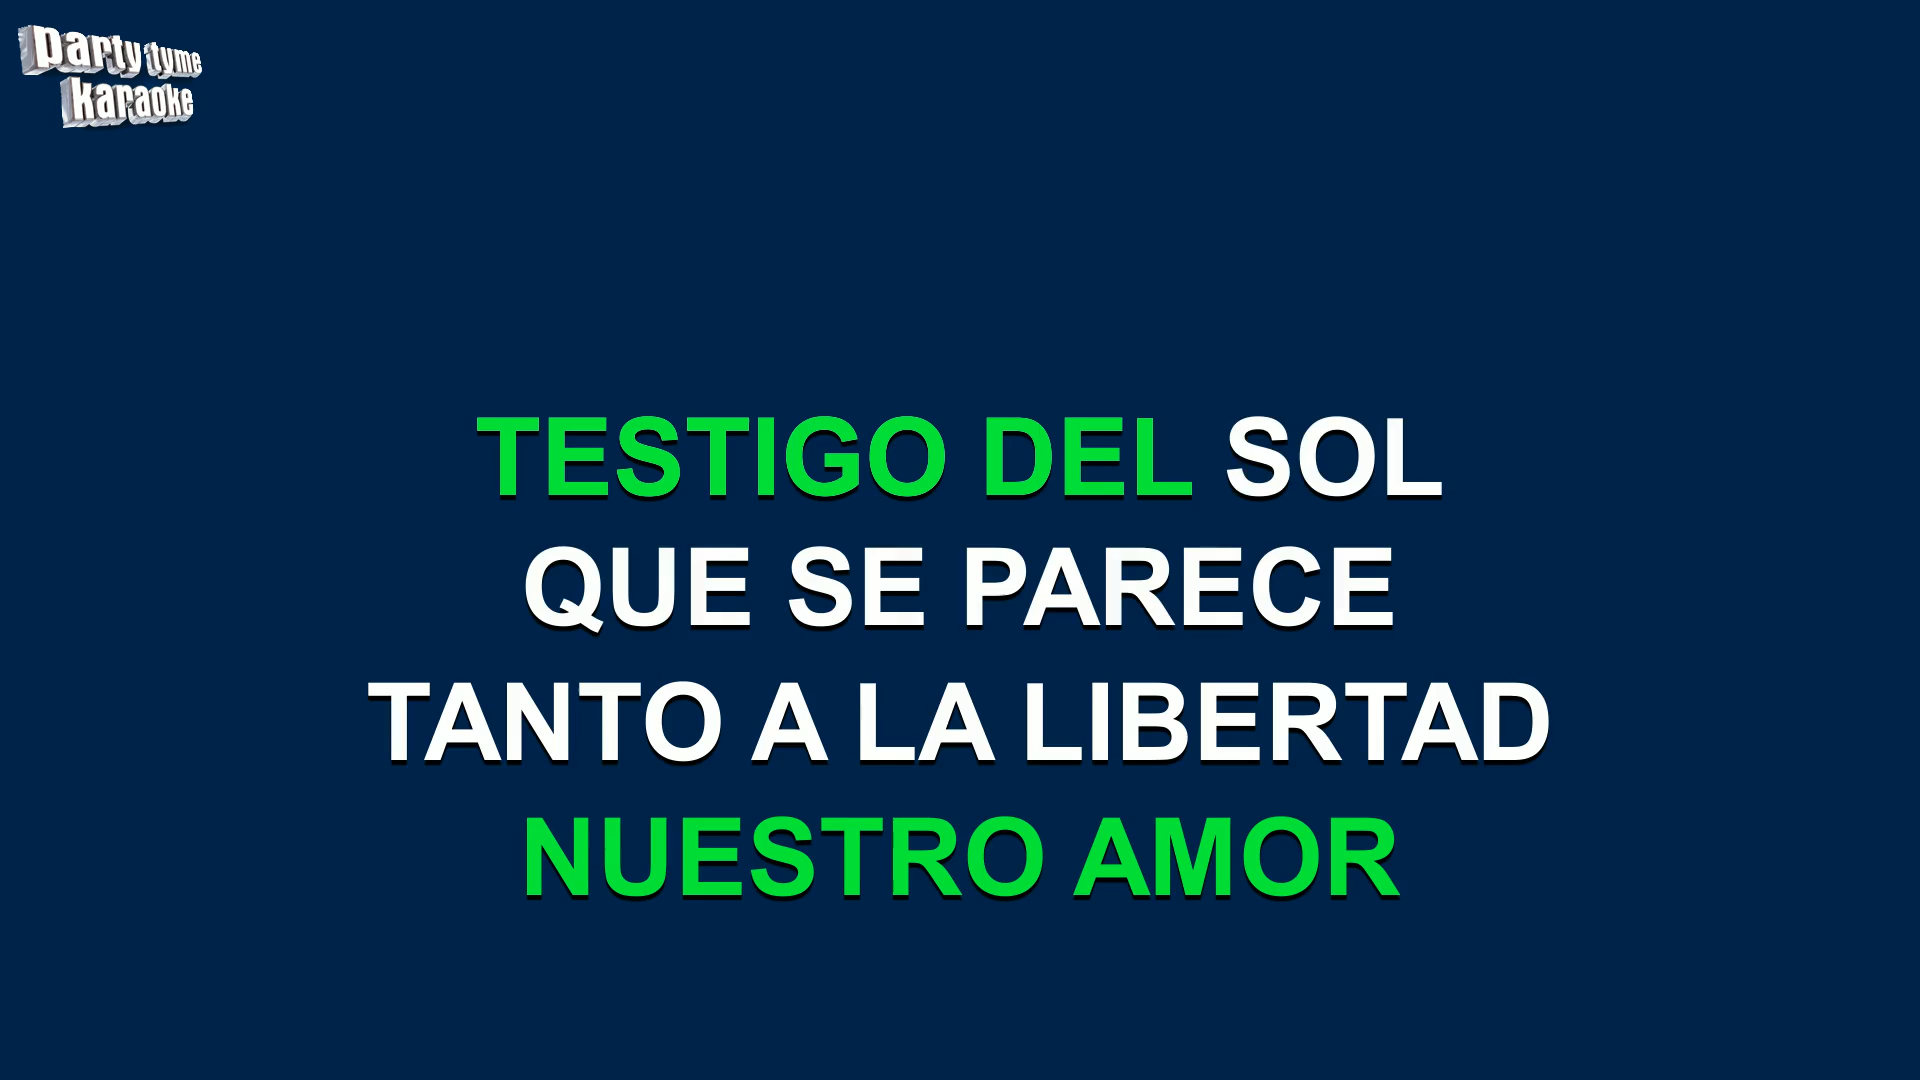 party tyme
karaoke
TESTIGO DEL SOL
QUE SE PARECE
TANTO A LA LIBERTAD
NUESTRO AMOR